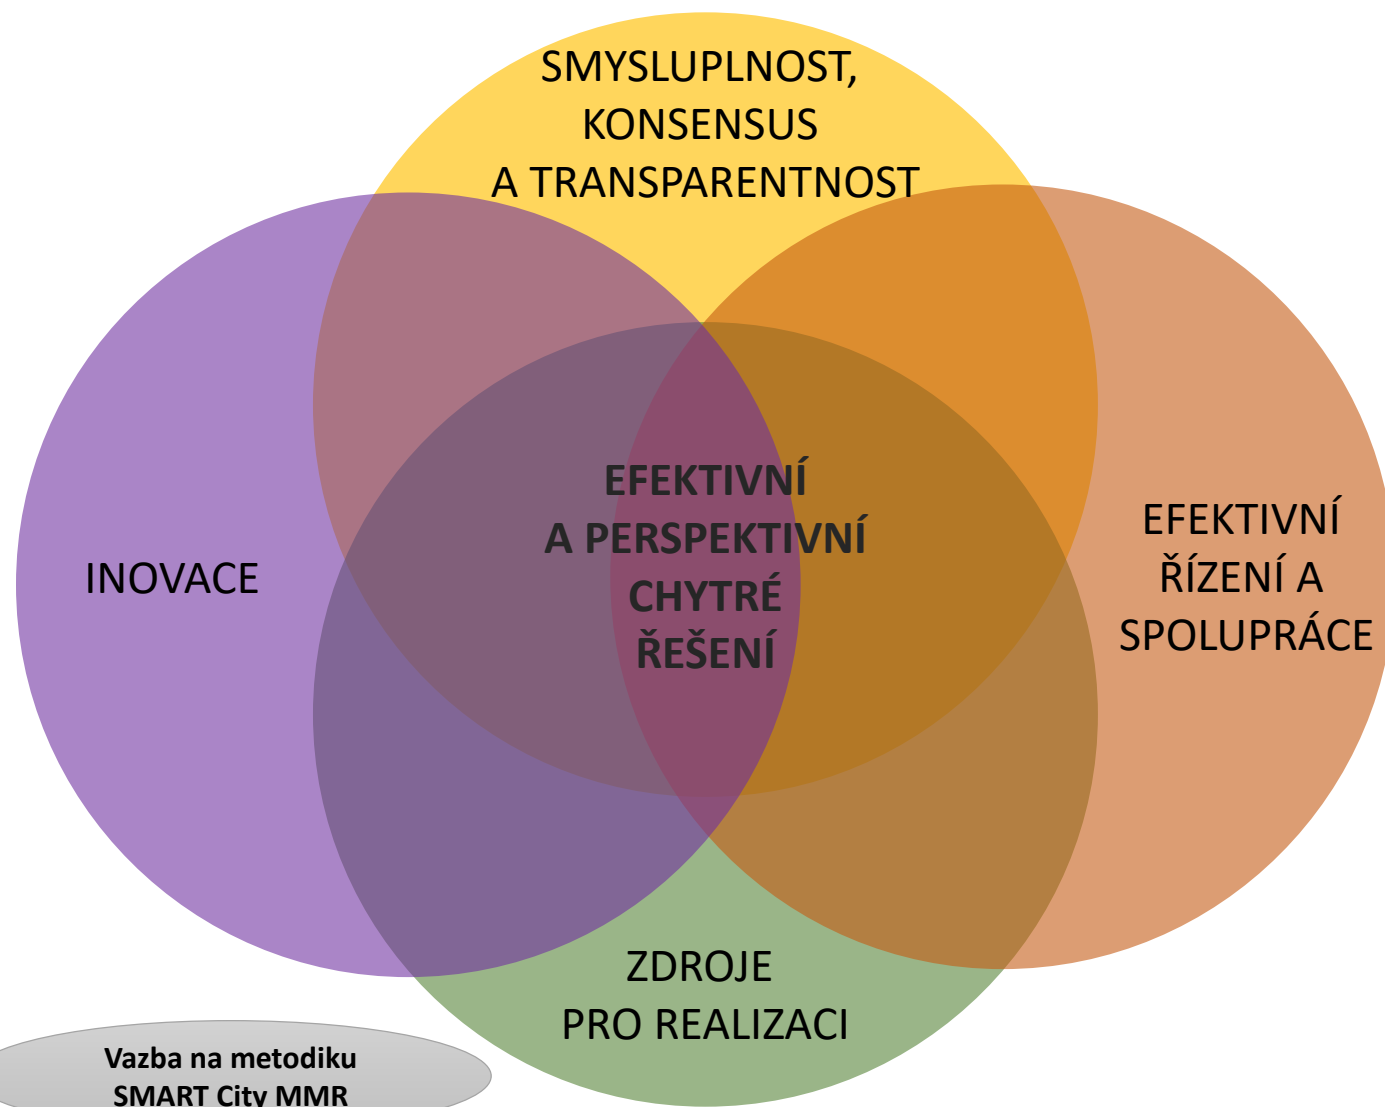 SMYSLUPLNOST,
KONSENSUS
A TRANSPARENTNOST
EFEKTIVNÍ
A PERSPEKTIVNÍ
CHYTRÉ
ŘEŠENÍ
INOVACE
EFEKTIVNÍ
ŘÍZENÍ A
SPOLUPRÁCE
ZDROJE
PRO REALIZACI
Vazba na metodiku
SMART City MMR